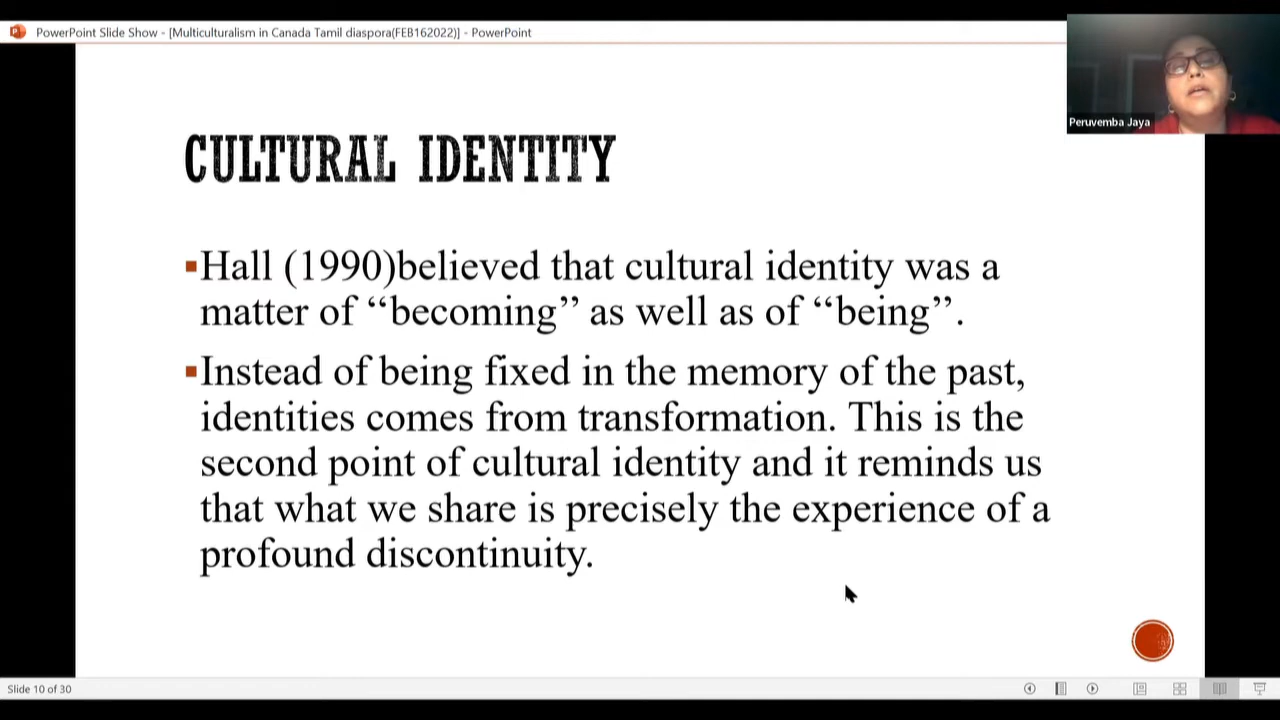 PowerPoint Slide Show - [Multiculturalism in Canada Tamil diaspora(FEB162022)] - PowerPoint
Peruvemba Jaya
CULTURAL IDENTITY
▪Hall (1990)believed that cultural identity was a
matter of ‘‘becoming’’ as well as of ‘‘being’’.
▪Instead of being fixed in the memory of the past,
identities comes from transformation. This is the
second point of cultural identity and it reminds us
that what we share is precisely the experience of a
profound discontinuity.
Slide 10 of 30